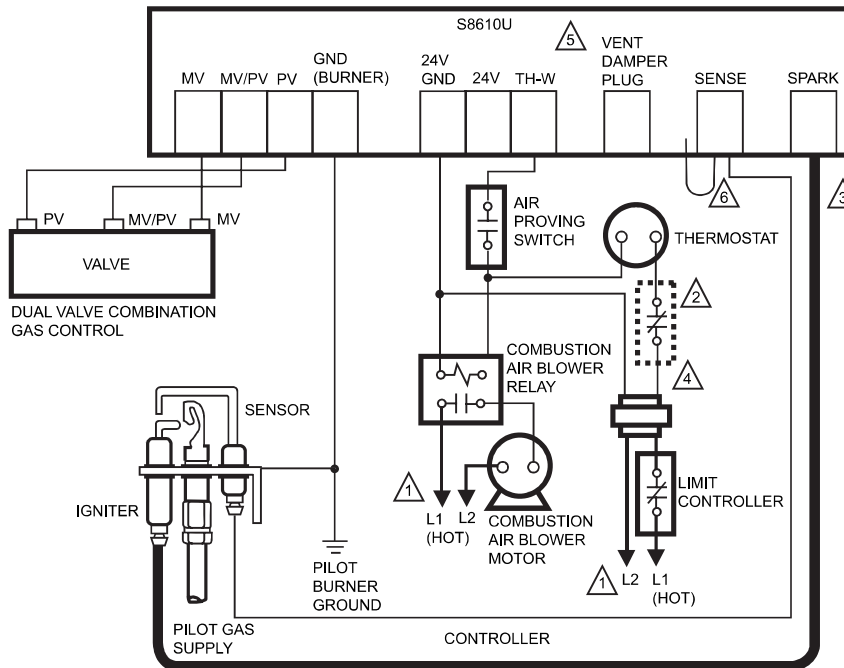 S8610U
5
MV
MV/PV
PV
GND
(BURNER)
24V
GND
24V
TH-W
VENT
DAMPER
PLUG
SENSE
SPARK
6
3
PV
MV/PV
MV
VALVE
DUAL VALVE COMBINATION
GAS CONTROL
AIR
PROVING
SWITCH
THERMOSTAT
2
4
COMBUSTION
AIR BLOWER
RELAY
SENSOR
IGNITER
1
L1
(HOT)
L2
COMBUSTION
AIR BLOWER
MOTOR
LIMIT
CONTROLLER
1
L2
L1
(HOT)
PILOT
BURNER
GROUND
PILOT GAS
SUPPLY
CONTROLLER